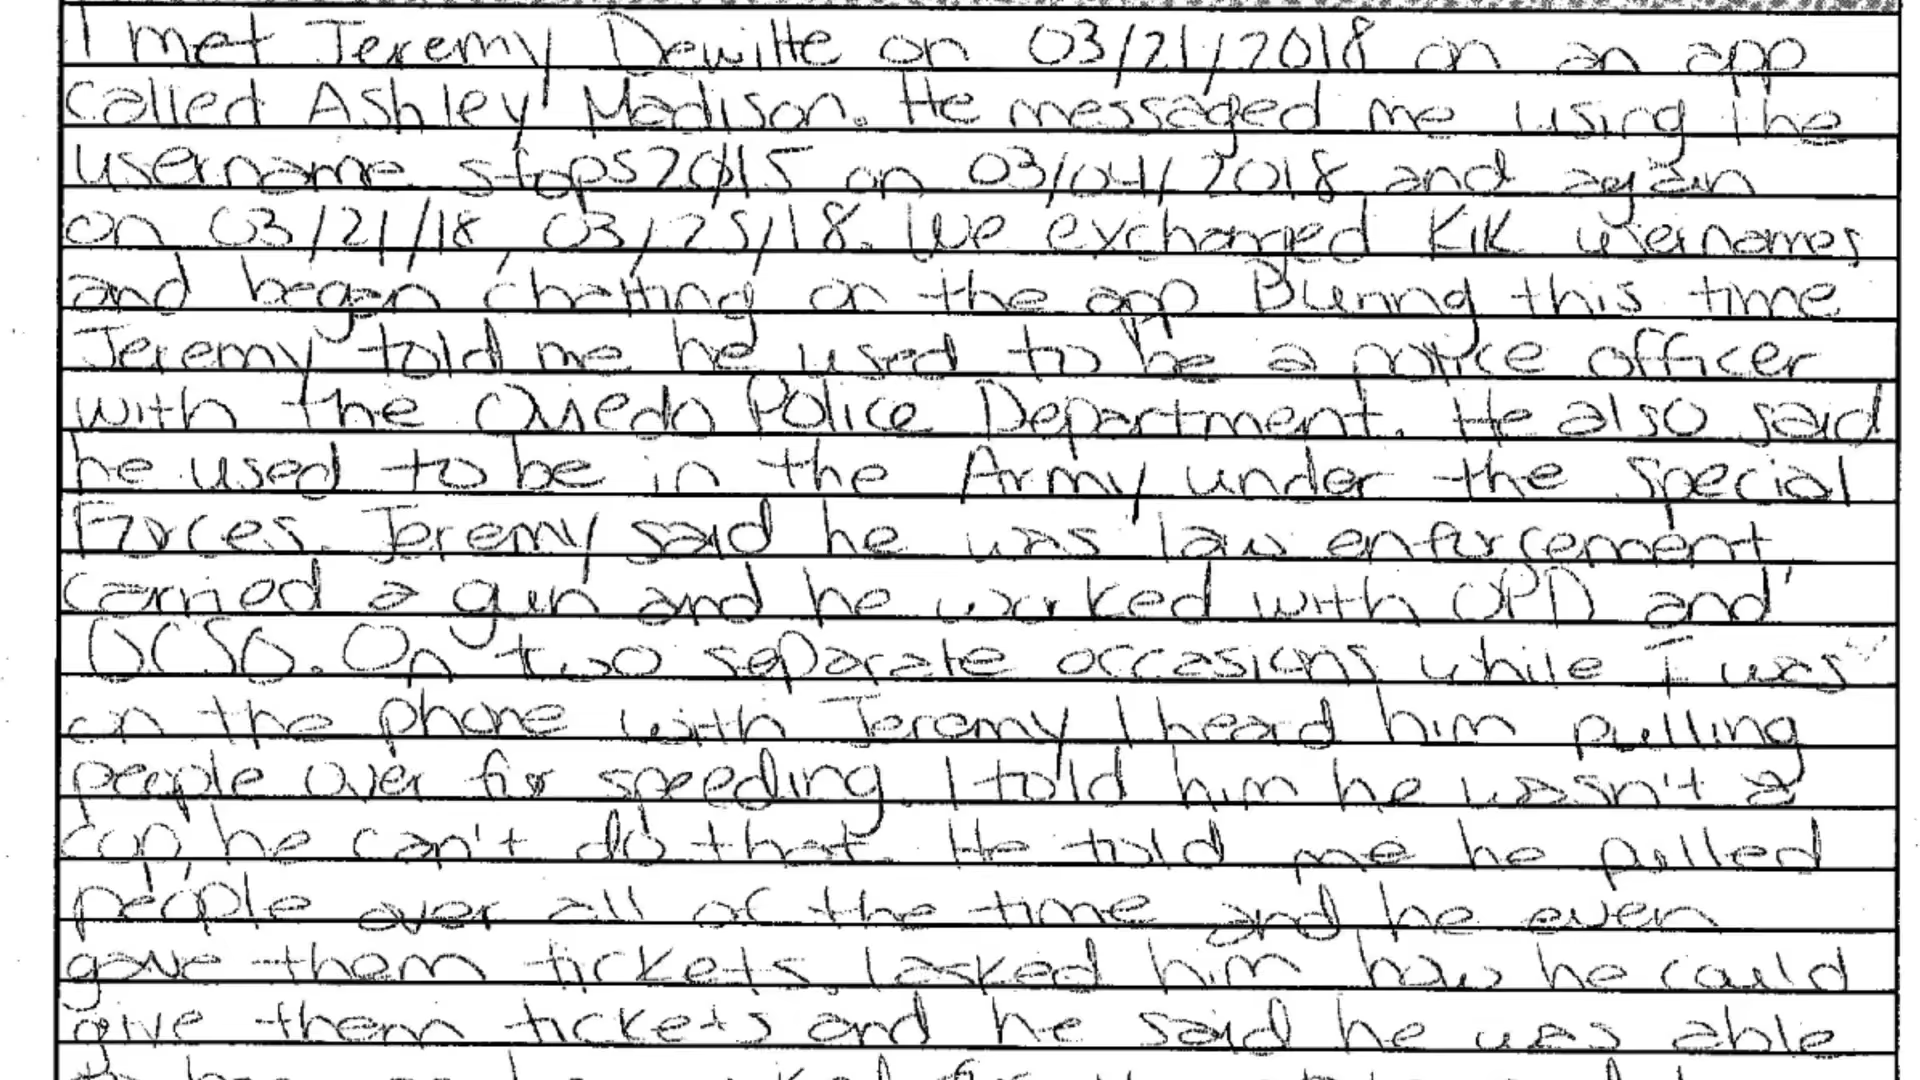 I met Jeremy Dewitte on 03/21/2018 on an app
called Ashley Madison. He messaged me using the
username stops2015 on 03/04/2018 and again
on 03/21/18, 03/25/18. We exchanged KIK usernames
and began chatting on the app During this time
Jeremy told me he used to be a police officer
with the Oviedo Police Department. He also said
he used to be in the Army under the special
Forces. Jeremy said he was law enforcement,
carried a gun and he worked with OPD and
OCSO. On two separate occasions while I was
on the phone with Jeremy I heard him pulling
people over for speeding. I told him he wasn't a
cop, he can't do that. He told me he pulled
people over all of the time and he even
gave them tickets. I asked him how he could
give them tickets and he said he was able